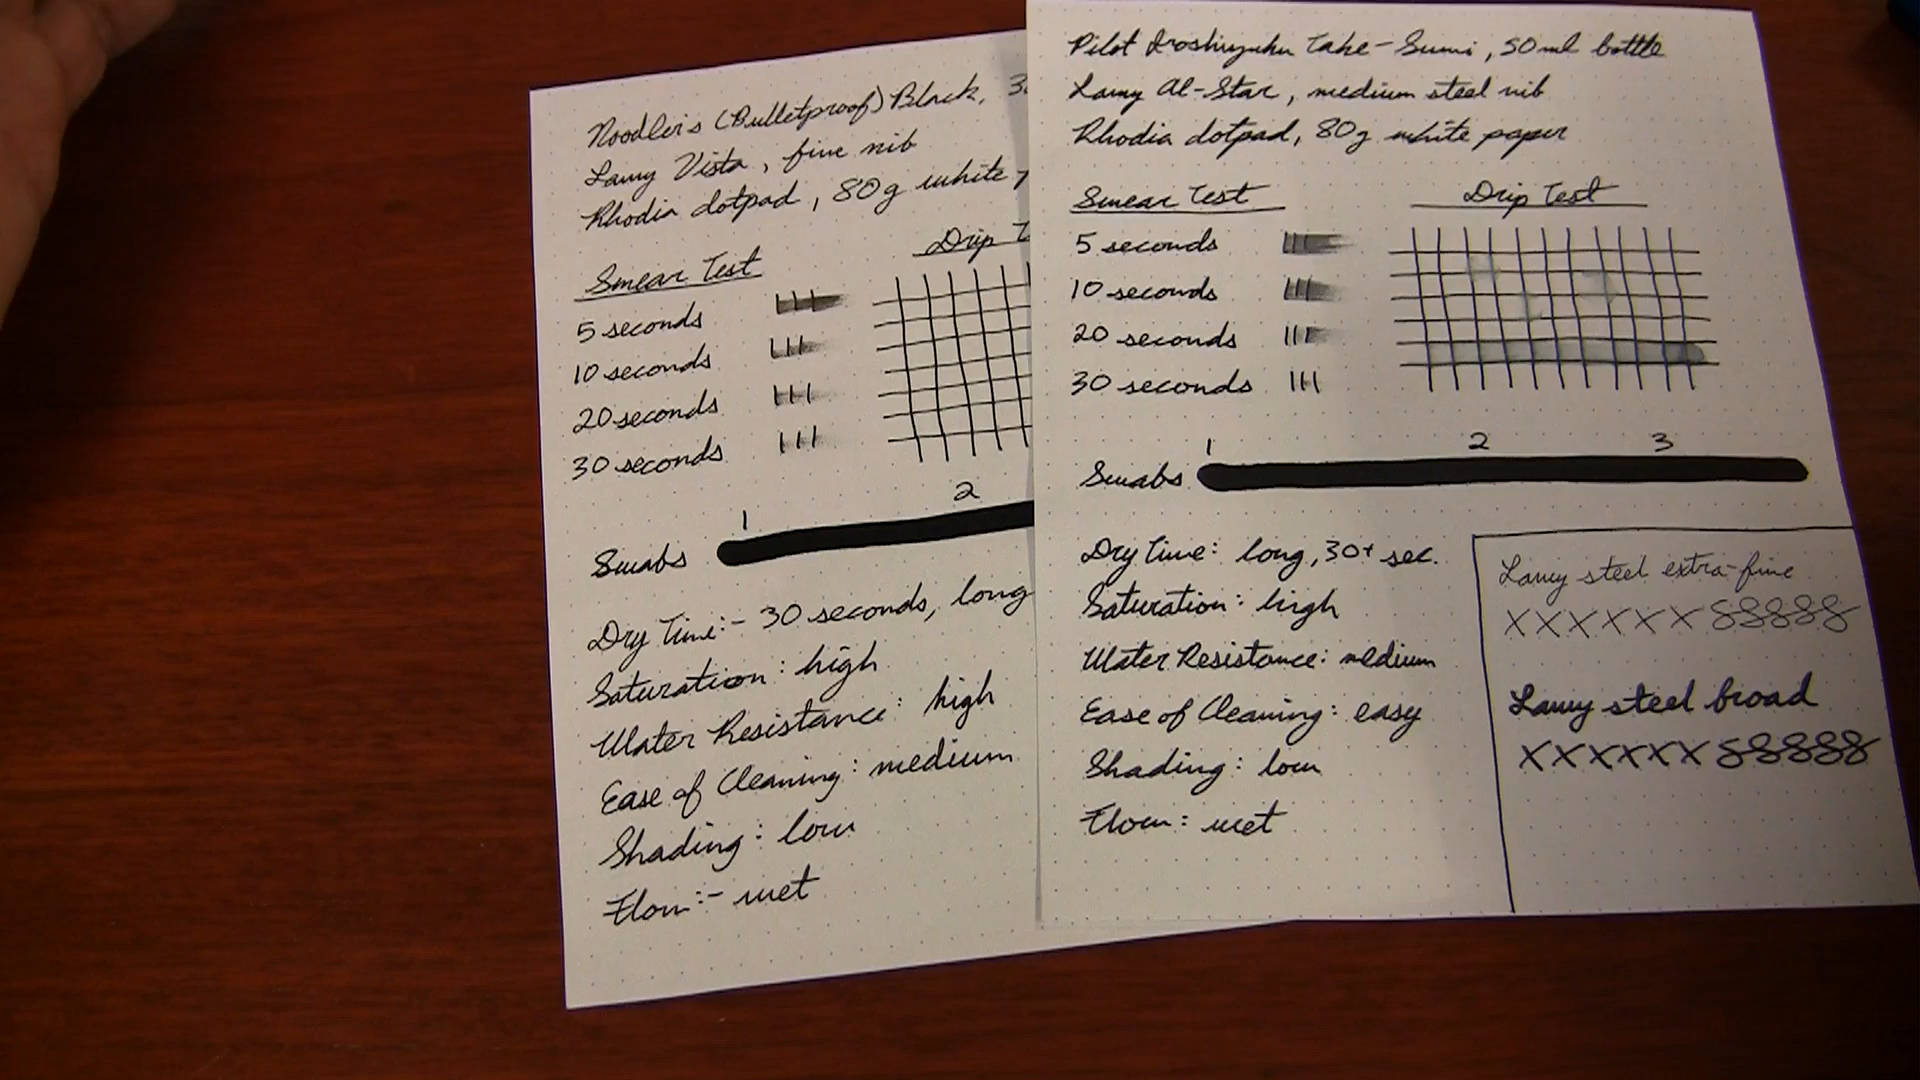 Noodler's (Bulletproof) Black, 3
Lamy Vista, fine nib
Rhodia dotpad, 80g white
Smear Test
Drip T
5 seconds
10 seconds
20 seconds
30 seconds
1 2
Swabs
Dry Time:- 30 seconds, long
Saturation: high
Water Resistance: high
Ease of Cleaning: medium
Shading: low
Flow:- wet
Pilot Iroshizuku Take-Sumi, 50ml bottle
Lamy Al-Star, medium steel nib
Rhodia dotpad, 80g white paper
Smear Test
Drip Test
5 seconds
10 seconds
20 seconds
30 seconds
1 2 3
Swabs
Dry Time: long, 30+ sec.
Saturation: high
Water Resistance: medium
Ease of Cleaning: easy
Shading: low
Flow: wet
Lamy steel extra-fine
XXXXXX 88888
Lamy steel broad
XXXXXX 88888